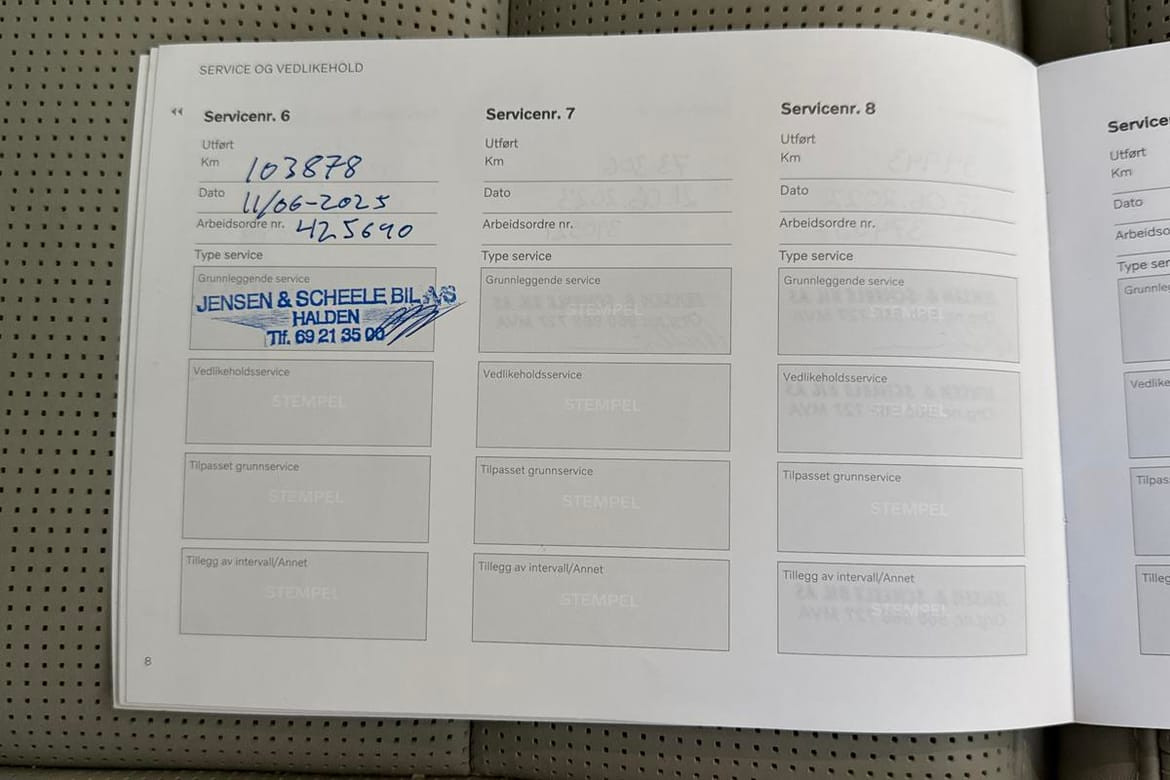 SERVICE OG VEDLIKEHOLD
Servicenr. 6
Utført
Km 103878
Dato 11/06-2025
Arbeidsordre nr. 425690
Type service
Grunnleggende service
JENSEN & SCHEELE BIL AS
HALDEN
Tlf. 69 21 35 00
Vedlikeholdsservice
STEMPEL
Tilpasset grunnservice
STEMPEL
Tillegg av intervall/Annet
STEMPEL
8
Servicenr. 7
Utført
Km
Dato
Arbeidsordre nr.
Type service
Grunnleggende service
STEMPEL
Vedlikeholdsservice
STEMPEL
Tilpasset grunnservice
STEMPEL
Tillegg av intervall/Annet
STEMPEL
Servicenr. 8
Utført
Km
Dato
Arbeidsordre nr.
Type service
Grunnleggende service
STEMPEL
Vedlikeholdsservice
STEMPEL
Tilpasset grunnservice
STEMPEL
Tillegg av intervall/Annet
STEMPEL
Service
Utført
Km
Dato
Arbeidso
Type ser
Grunnleg
Vedlike
Tilpas
Tilleg